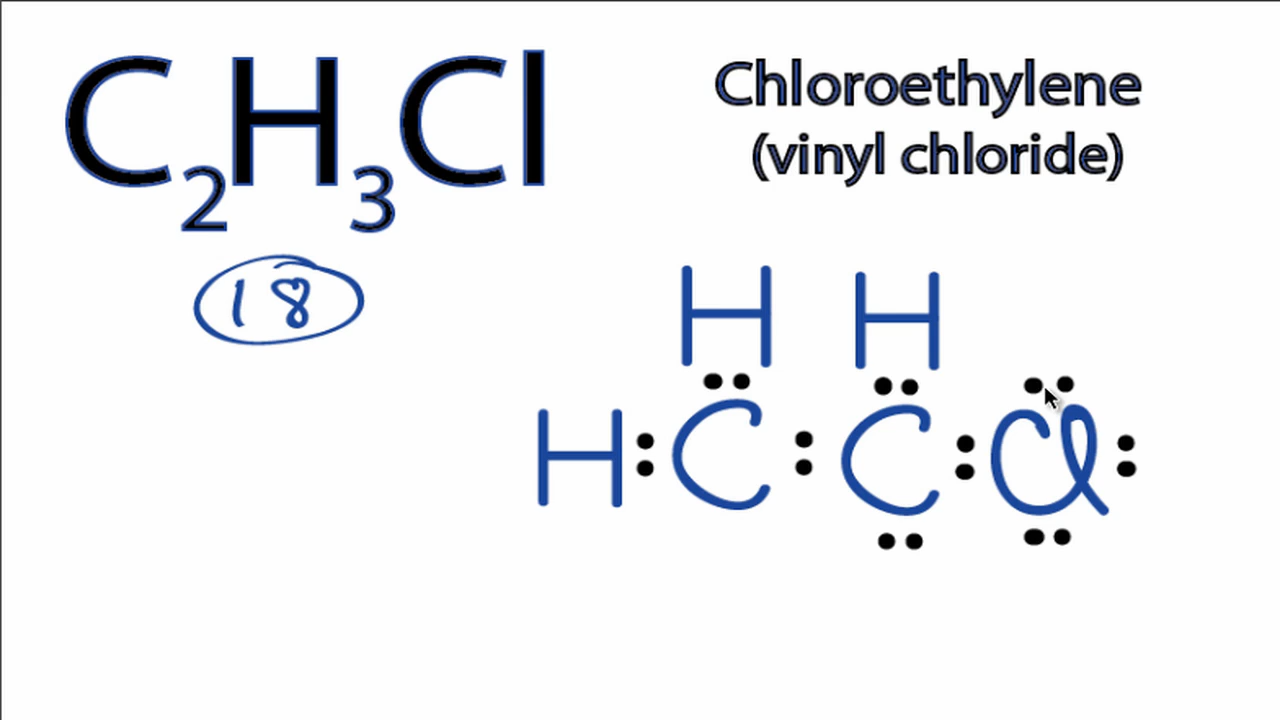 C₂H₃Cl
Chloroethylene
(vinyl chloride)
18
H H
H:C:C:Cl: